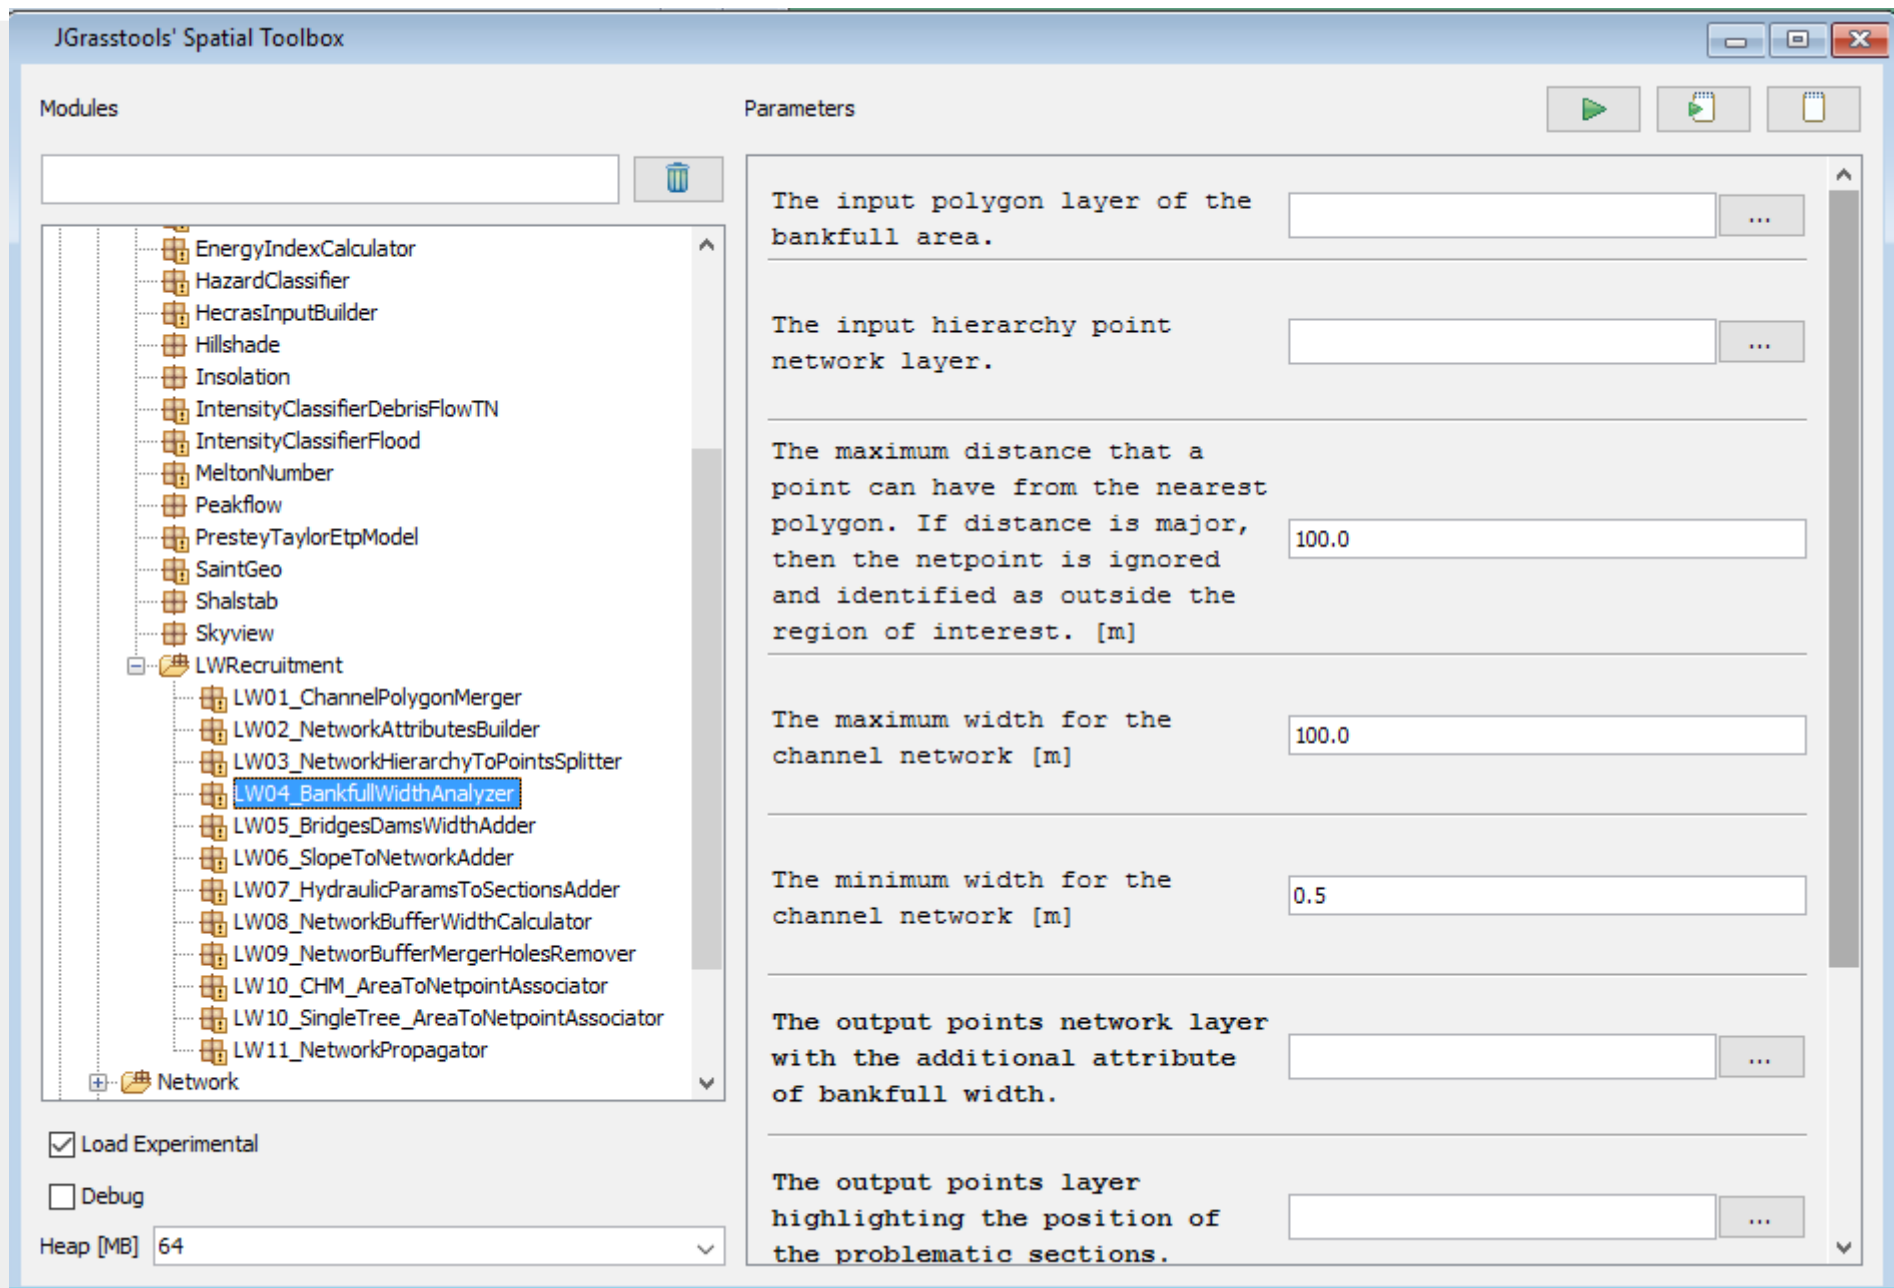 JGrasstools' Spatial Toolbox
Modules
EnergyIndexCalculator
HazardClassifier
HecrasInputBuilder
Hillshade
Insolation
IntensityClassifierDebrisFlowTN
IntensityClassifierFlood
MeltonNumber
Peakflow
PresteyTaylorEtpModel
SaintGeo
Shalstab
Skyview
LWRecruitment
LW01_ChannelPolygonMerger
LW02_NetworkAttributesBuilder
LW03_NetworkHierarchyToPointsSplitter
LW04_BankfullWidthAnalyzer
LW05_BridgesDamsWidthAdder
LW06_SlopeToNetworkAdder
LW07_HydraulicParamsToSectionsAdder
LW08_NetworkBufferWidthCalculator
LW09_NetworBufferMergerHolesRemover
LW10_CHM_AreaToNetpointAssociator
LW10_SingleTree_AreaToNetpointAssociator
LW11_NetworkPropagator
Network
Load Experimental
Debug
Heap [MB] 64
Parameters
The input polygon layer of the
bankfull area.
...
The input hierarchy point
network layer.
...
The maximum distance that a
point can have from the nearest
polygon. If distance is major,
then the netpoint is ignored
and identified as outside the
region of interest. [m]
100.0
The maximum width for the
channel network [m]
100.0
The minimum width for the
channel network [m]
0.5
The output points network layer
with the additional attribute
of bankfull width.
...
The output points layer
highlighting the position of
the problematic sections.
...